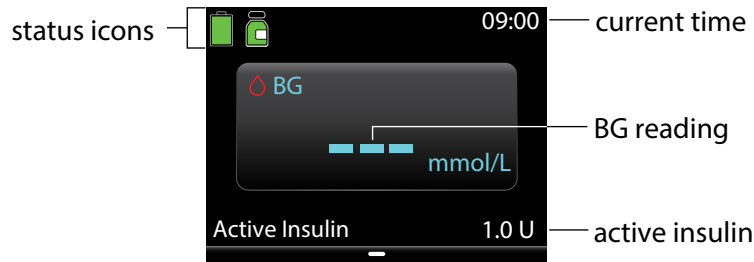 status icons
09:00
current time
BG
BG reading
mmol/L
Active Insulin
1.0 U
active insulin